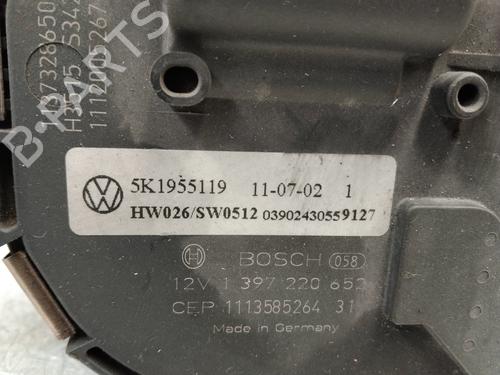 5K1955119 11-07-02 1
HW026/SW0512 03902430559127
BOSCH 058
12V 1 397 220 652
CEP 1113585264 31
Made in Germany
B-PARTS